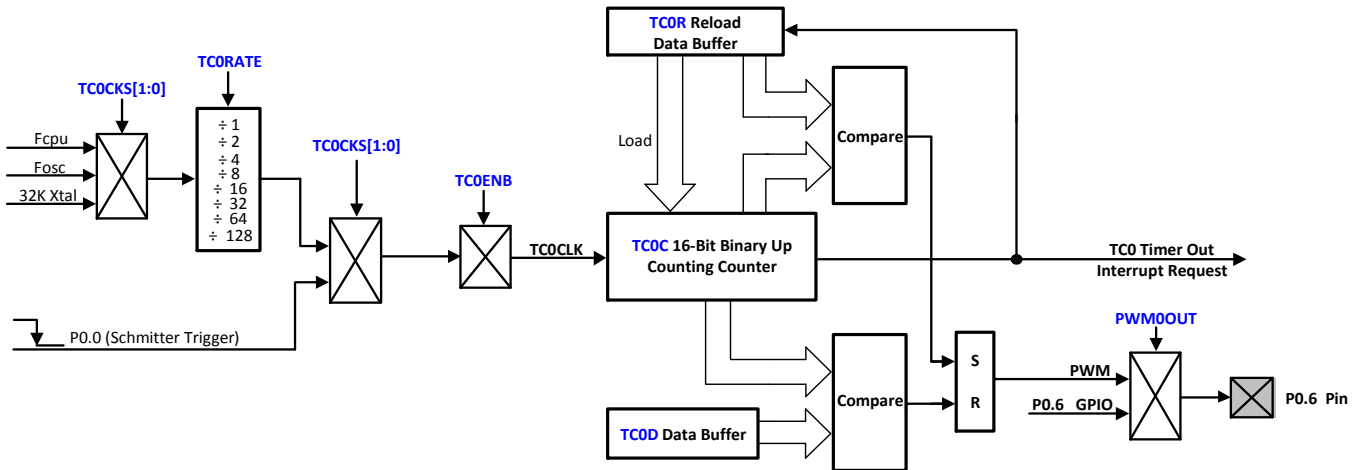 TC0R Reload
Data Buffer
TC0RATE
TC0CKS[1:0]
÷ 1
÷ 2
÷ 4
÷ 8
÷ 16
÷ 32
÷ 64
÷ 128
Fcpu
Fosc
32K Xtal
TC0CKS[1:0]
Load
Compare
TC0ENB
TC0CLK
TC0C 16-Bit Binary Up
Counting Counter
TC0 Timer Out
Interrupt Request
P0.0 (Schmitter Trigger)
PWM0OUT
S
R
PWM
P0.6 GPIO
P0.6 Pin
Compare
TC0D Data Buffer